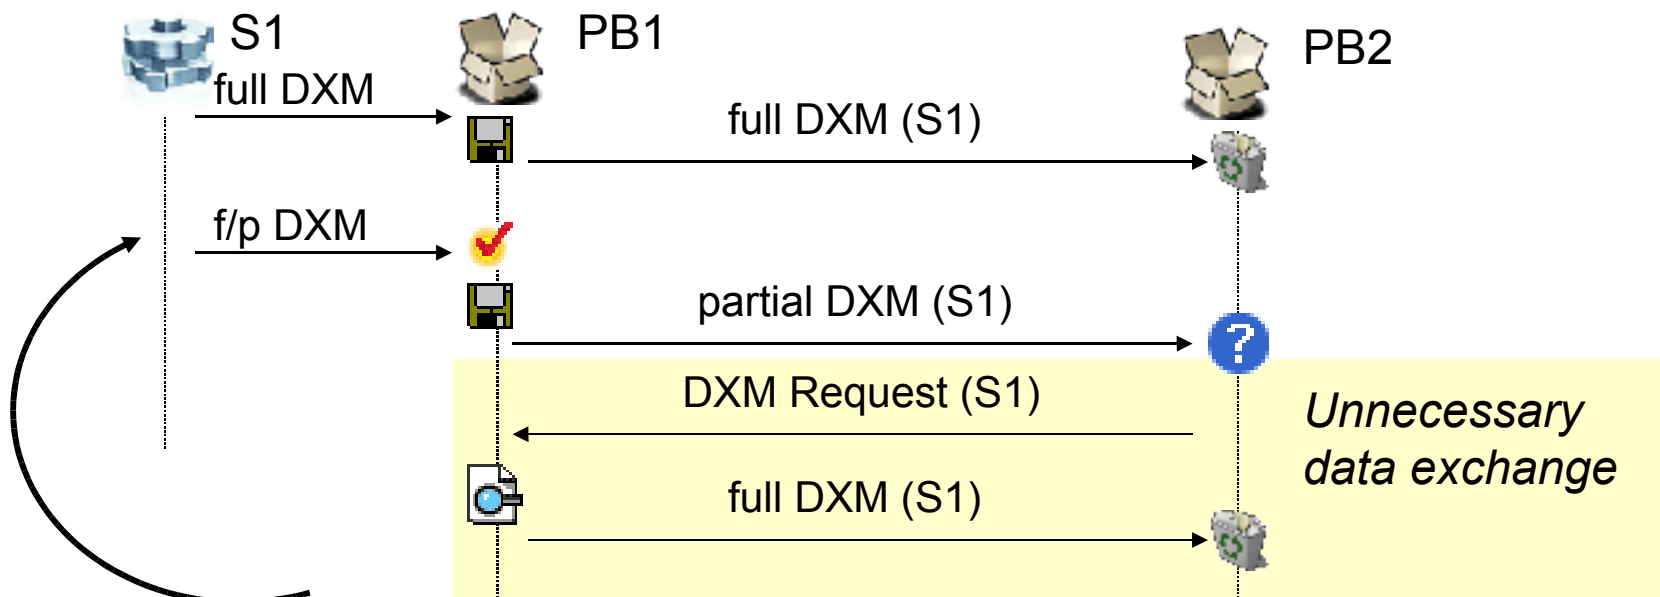 S1
PB1
PB2
full DXM
full DXM (S1)
f/p DXM
partial DXM (S1)
?
DXM Request (S1)
Unnecessary
data exchange
full DXM (S1)